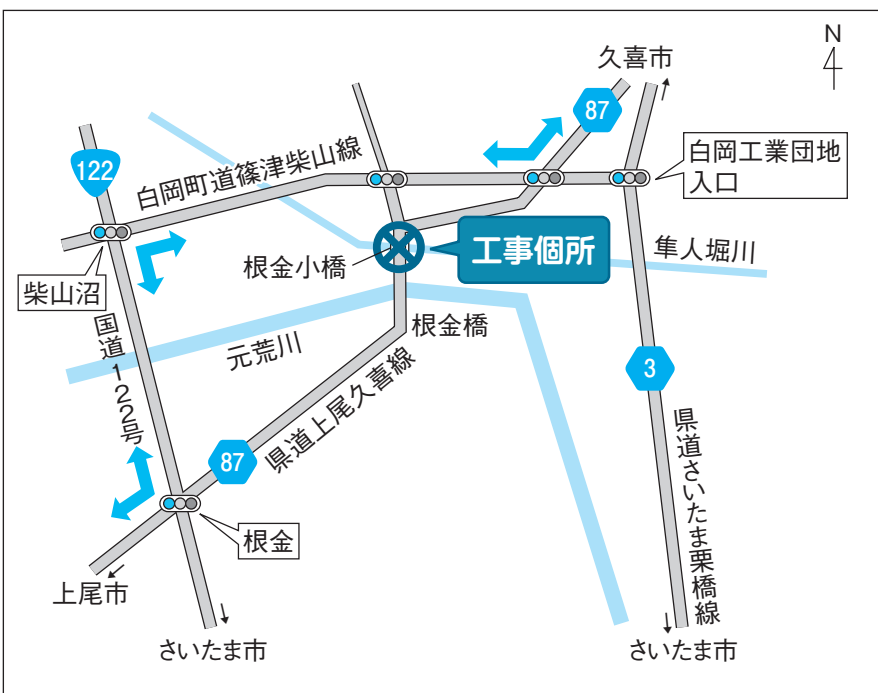 N
久喜市
87
122
白岡町道篠津柴山線
白岡工業団地
入口
工事個所
根金小橋
隼人堀川
柴山沼
根金橋
元荒川
国道122号
3
県道上尾久喜線
87
県道さいたま栗橋線
根金
上尾市
さいたま市
さいたま市